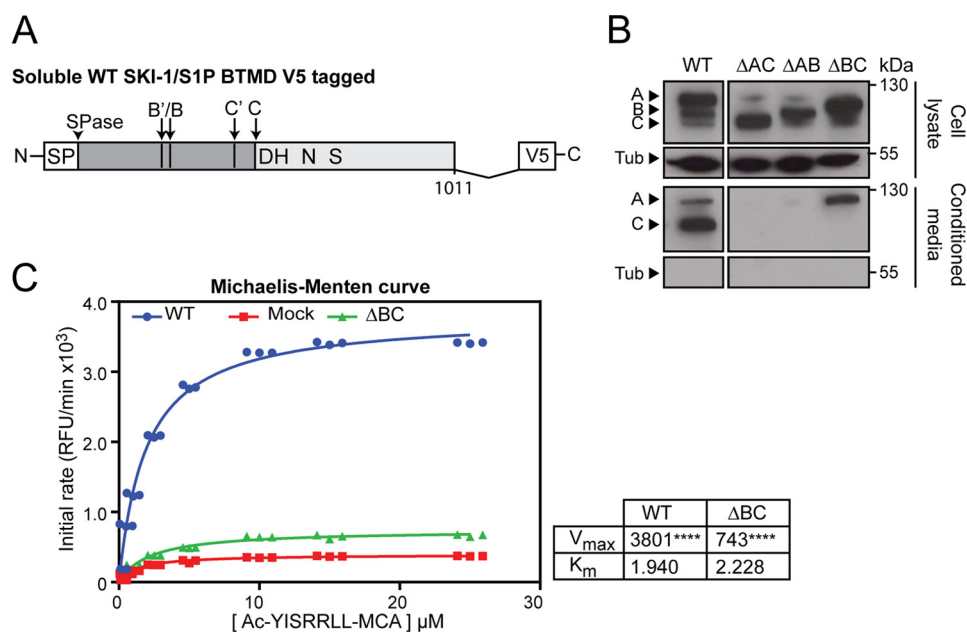 A
Soluble WT SKI-1/S1P BTMD V5 tagged
SPase B'/B C' C
N SP DH N S V5 C
1011
B
WT ΔAC ΔAB ΔBC kDa
A
B
C
130
Tub
55
Cell lysate
A
C
130
Tub
55
Conditioned media
C
Michaelis-Menten curve
WT Mock ΔBC
4.0
3.0
2.0
1.0
0
Initial rate (RFU/min x10³)
0 10 20 30
[ Ac-YISRRLL-MCA ] µM
WT ΔBC
Vmax 3801**** 743****
Km 1.940 2.228